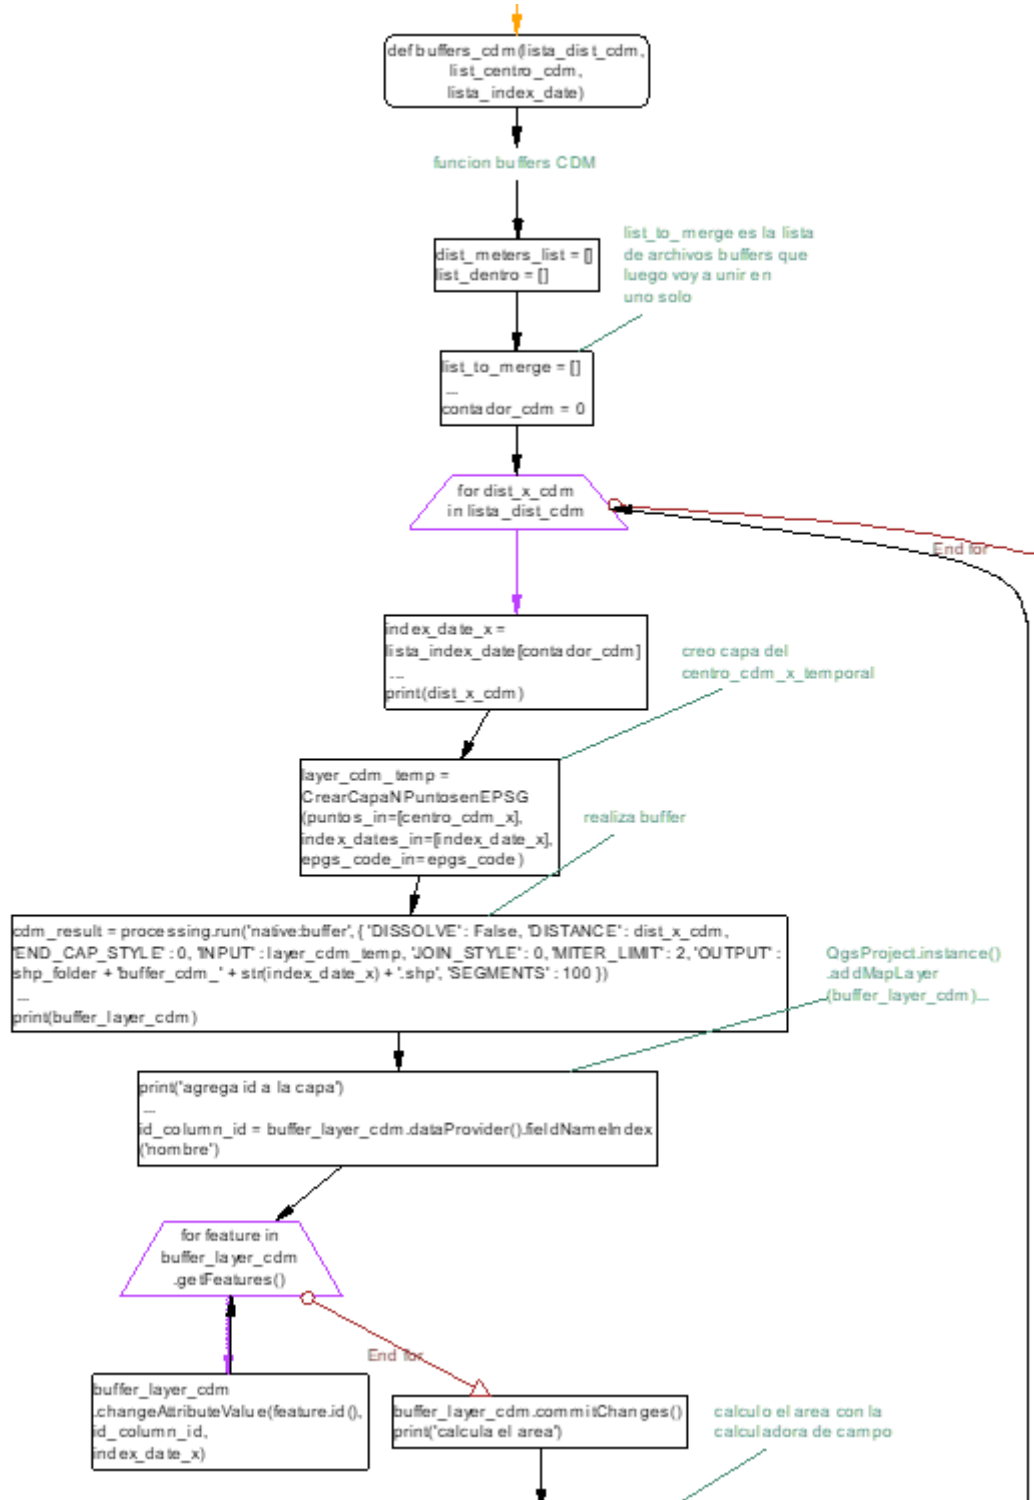 def buffers_cdm(lista_dist_cdm,
list_centro_cdm,
lista_index_date)
funcion buffers CDM
list_to_merge es la lista
de archivos buffers que
luego voy a unir en
uno solo
dist_meters_list = []
list_dentro = []
list_to_merge = []
...
contador_cdm = 0
for dist_x_cdm
in lista_dist_cdm
End for
index_date_x =
lista_index_date[contador_cdm]
...
print(dist_x_cdm)
creo capa del
centro_cdm_x_temporal
layer_cdm_temp =
CrearCapaNPuntosenEPSG
(puntos_in=[centro_cdm_x],
index_dates_in=[index_date_x],
epgs_code_in=epgs_code)
realiza buffer
cdm_result = processing.run('native:buffer', { 'DISSOLVE' : False, 'DISTANCE' : dist_x_cdm,
'END_CAP_STYLE' : 0, 'INPUT' : layer_cdm_temp, 'JOIN_STYLE' : 0, 'MITER_LIMIT' : 2, 'OUTPUT' :
shp_folder + 'buffer_cdm_' + str(index_date_x) + '.shp', 'SEGMENTS' : 100 })
...
print(buffer_layer_cdm)
QgsProject.instance()
.addMapLayer
(buffer_layer_cdm)...
print('agrega id a la capa')
...
id_column_id = buffer_layer_cdm.dataProvider().fieldNameIndex
('nombre')
for feature in
buffer_layer_cdm
.getFeatures()
End for
buffer_layer_cdm
.changeAttributeValue(feature.id(),
id_column_id,
index_date_x)
buffer_layer_cdm.commitChanges()
print('calcula el area')
calculo el area con la
calculadora de campo